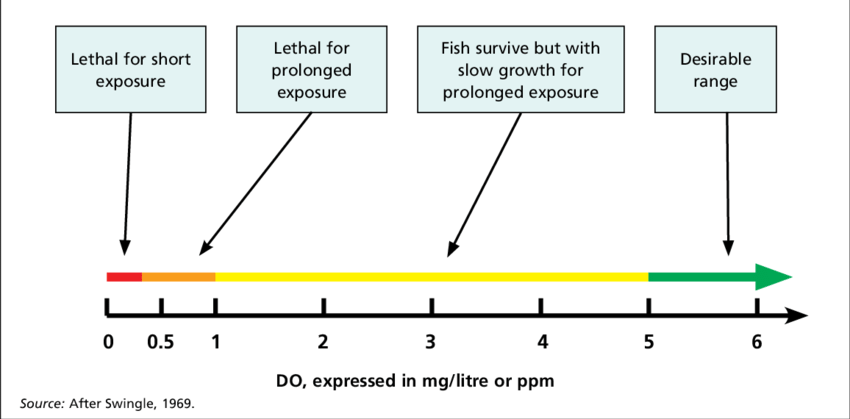 Lethal for short
exposure
Lethal for
prolonged
exposure
Fish survive but with
slow growth for
prolonged exposure
Desirable
range
0 0.5 1 2 3 4 5 6
DO, expressed in mg/litre or ppm
Source: After Swingle, 1969.